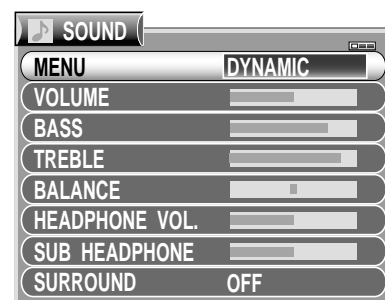 SOUND
MENU DYNAMIC
VOLUME
BASS
TREBLE
BALANCE
HEADPHONE VOL.
SUB HEADPHONE
SURROUND OFF